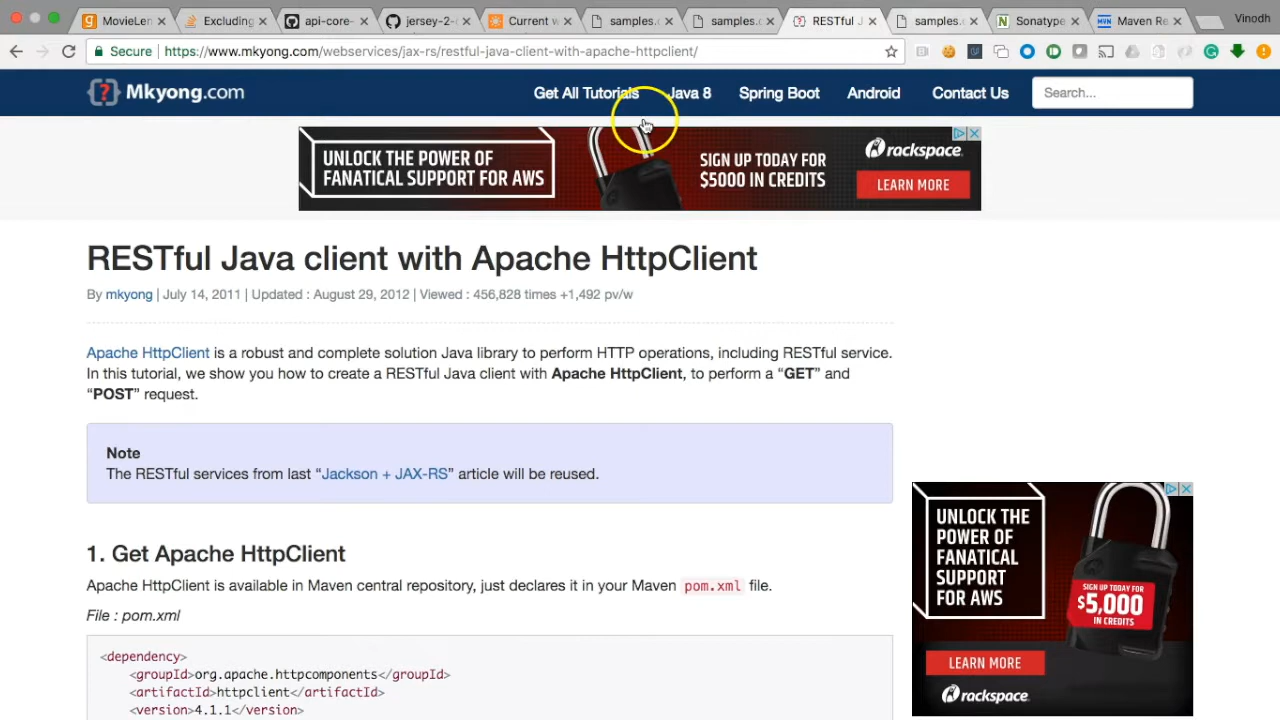 MovieLen
Excluding
api-core-
jersey-2-
Current w
samples.c
samples.c
RESTful J
samples.c
Sonatype
Maven Re
Vinodh
Secure https://www.mkyong.com/webservices/jax-rs/restful-java-client-with-apache-httpclient/
Mkyong.com
Get All Tutorials
Java 8
Spring Boot
Android
Contact Us
Search...
UNLOCK THE POWER OF
FANATICAL SUPPORT FOR AWS
SIGN UP TODAY FOR
$5000 IN CREDITS
rackspace.
LEARN MORE
RESTful Java client with Apache HttpClient
By mkyong | July 14, 2011 | Updated : August 29, 2012 | Viewed : 456,828 times +1,492 pv/w
Apache HttpClient is a robust and complete solution Java library to perform HTTP operations, including RESTful service.
In this tutorial, we show you how to create a RESTful Java client with Apache HttpClient, to perform a “GET” and
“POST” request.
Note
The RESTful services from last “Jackson + JAX-RS” article will be reused.
1. Get Apache HttpClient
Apache HttpClient is available in Maven central repository, just declares it in your Maven pom.xml file.
File : pom.xml
<dependency>
<groupId>org.apache.httpcomponents</groupId>
<artifactId>httpclient</artifactId>
<version>4.1.1</version>
UNLOCK THE
POWER OF
FANATICAL
SUPPORT
FOR AWS
SIGN UP TODAY FOR
$5,000
IN CREDITS
LEARN MORE
rackspace.